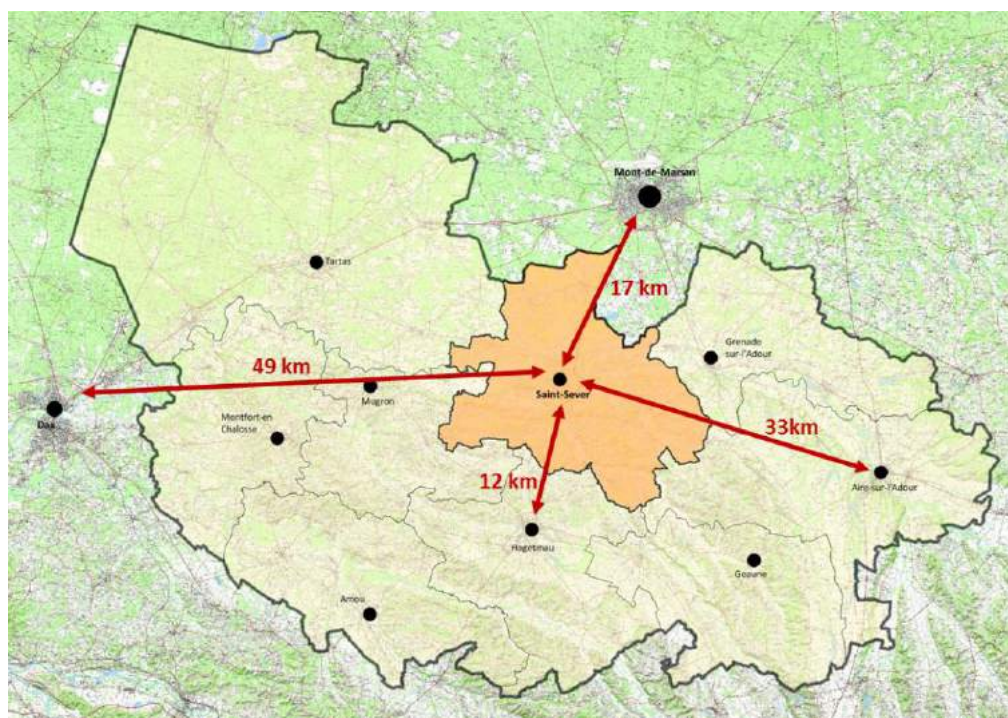 Mont-de-Marsan
Tartas
17 km
Grenade
sur-l'Adour
49 km
Saint-Sever
Mugron
Dax
Montfort-en
Chalosse
33km
12 km
Aire-sur-l'Adour
Hagetmau
Geaune
Amou